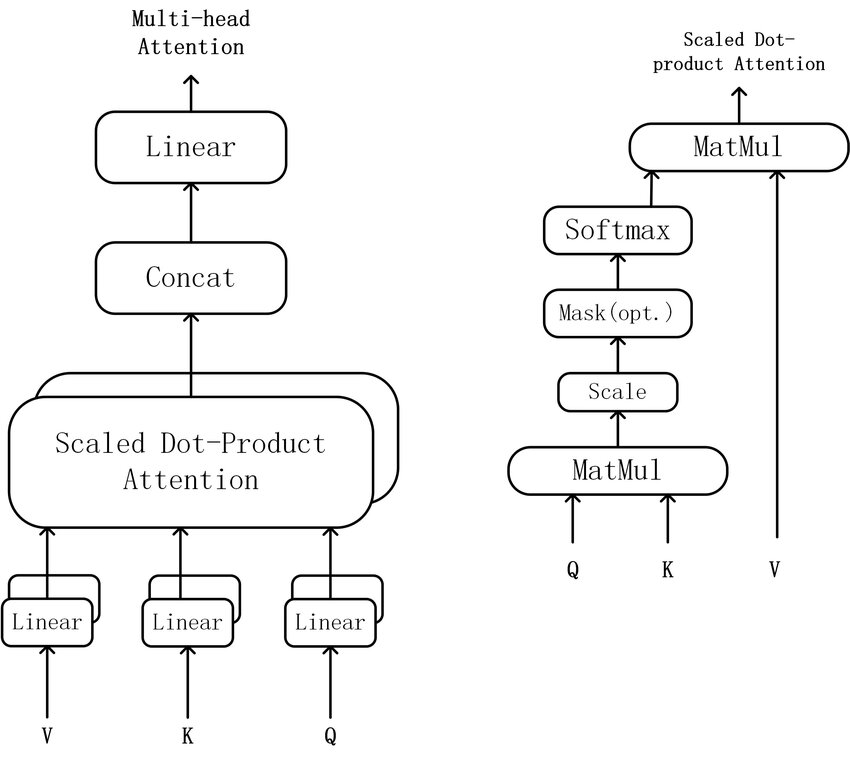 Multi-head
Attention
Linear
Concat
Scaled Dot-Product
Attention
Linear
Linear
Linear
V
K
Q
Scaled Dot-
product Attention
MatMul
Softmax
Mask(opt.)
Scale
MatMul
Q
K
V